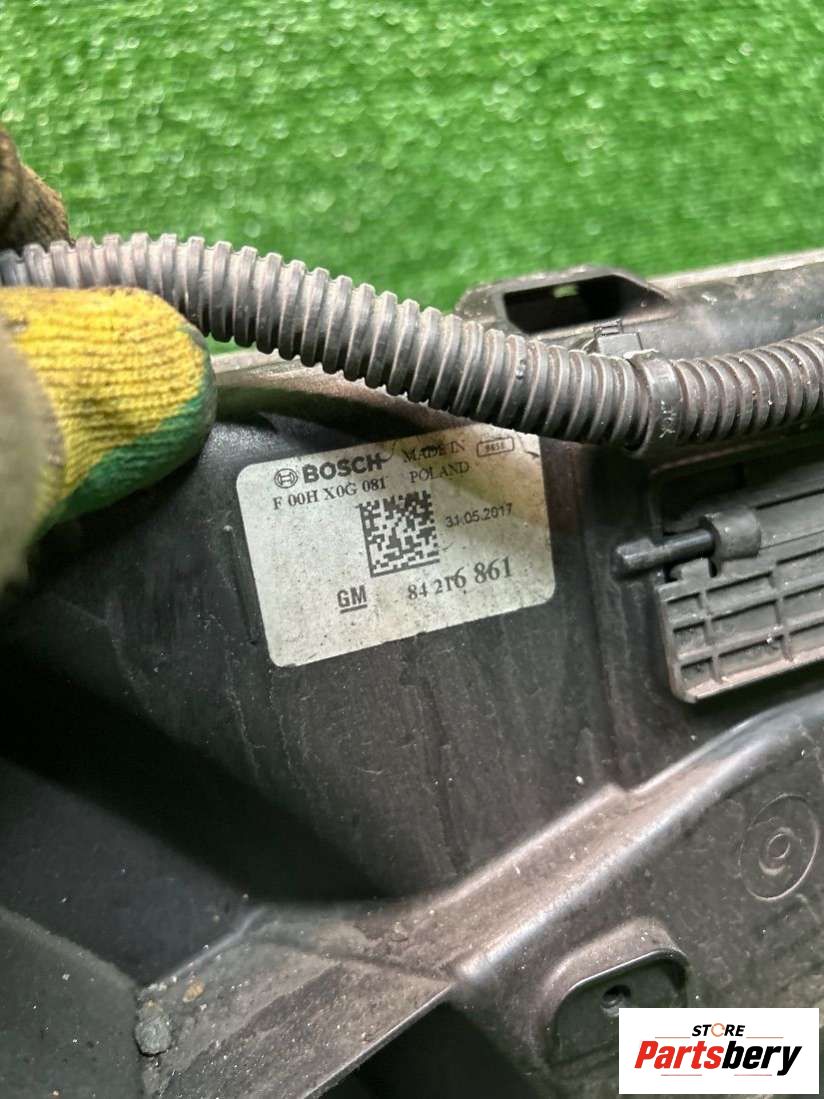 BOSCH MADE IN
F 00H X0G 081 POLAND
31.05.2017
GM 84 216 861
STORE
Partsbery